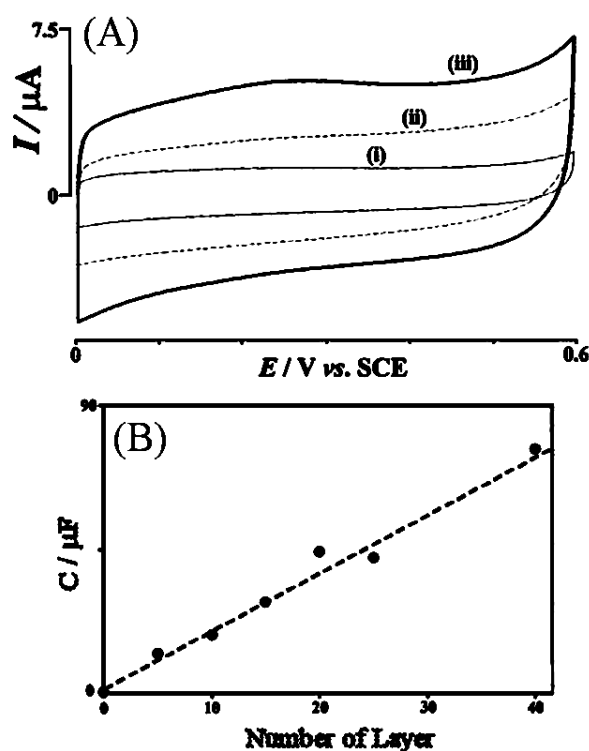 (A)
7.5
I / μA
0
(iii)
(ii)
(i)
0
0.6
E / V vs. SCE
(B)
90
C / μF
0
0
10
20
30
40
Number of Layer